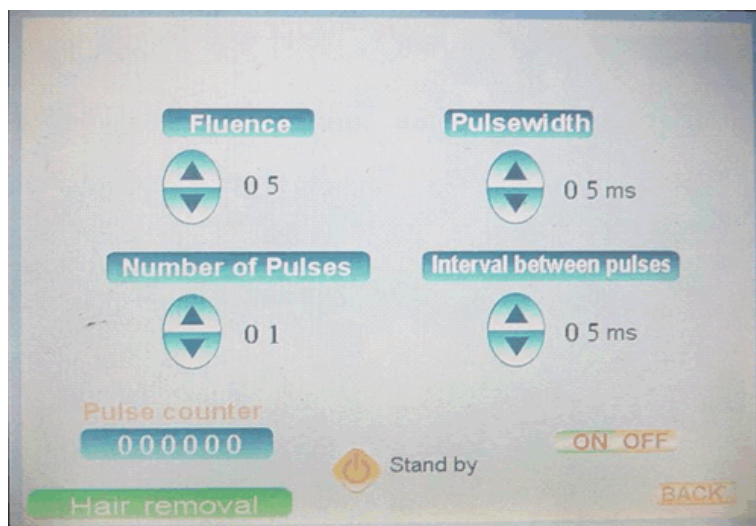 Fluence
Pulsewidth
0 5
0 5 ms
Number of Pulses
Interval between pulses
0 1
0 5 ms
Pulse counter
000000
ON OFF
Stand by
Hair removal
BACK